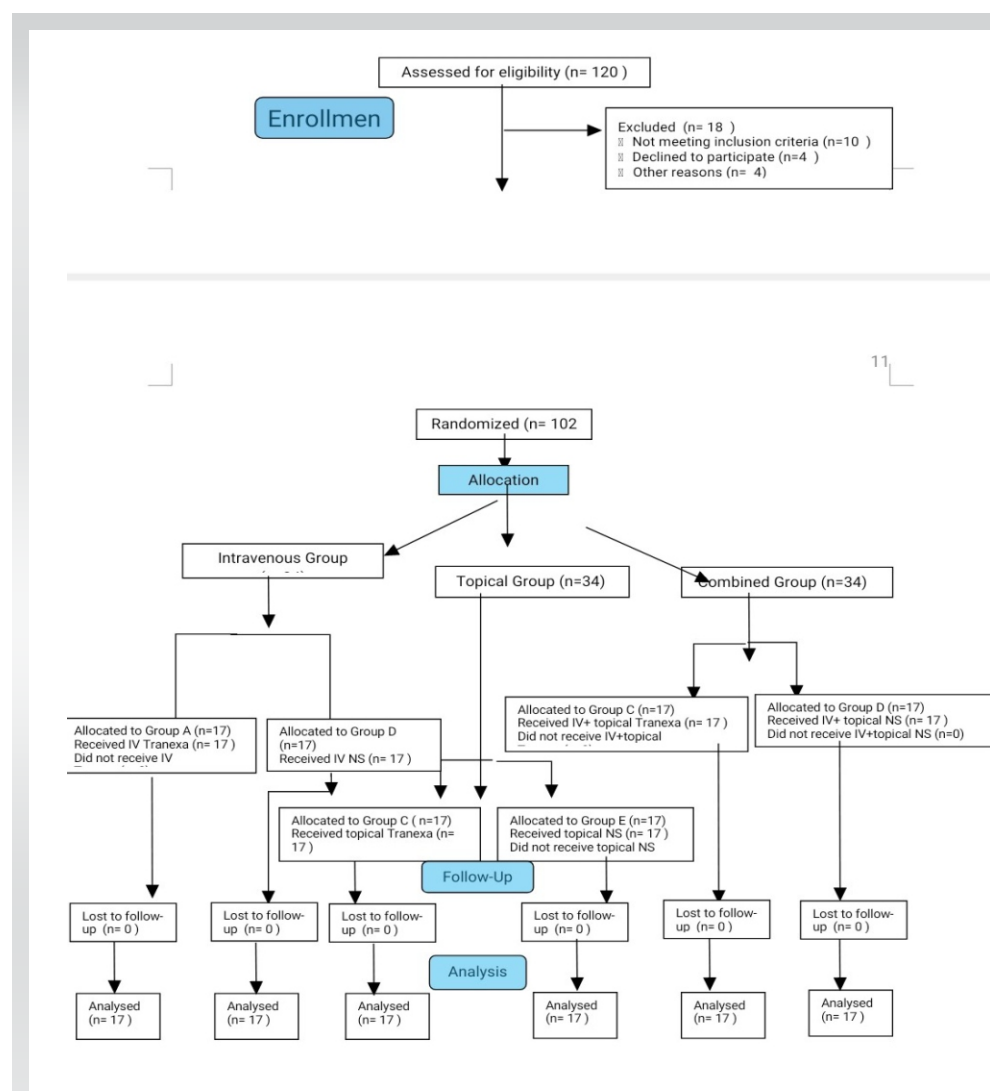 Assessed for eligibility (n= 120 )
Enrollmen
Excluded (n= 18 )
Not meeting inclusion criteria (n=10 )
Declined to participate (n=4 )
Other reasons (n= 4)
11
Randomized (n= 102
Allocation
Intravenous Group
Topical Group (n=34)
Combined Group (n=34)
Allocated to Group A (n=17)
Received IV Tranexa (n= 17 )
Did not receive IV
Allocated to Group D
(n=17)
Received IV NS (n= 17 )
Allocated to Group C (n=17)
Received IV+ topical Tranexa (n= 17 )
Did not receive IV+topical
Allocated to Group D (n=17)
Received IV+ topical NS (n= 17 )
Did not receive IV+topical NS (n=0)
Allocated to Group C ( n=17)
Received topical Tranexa (n=
17 )
Allocated to Group E (n=17)
Received topical NS (n= 17 )
Did not receive topical NS
Follow-Up
Lost to follow-
up (n= 0 )
Lost to follow-
up (n= 0 )
Lost to follow-
up (n= 0 )
Lost to follow-
up (n= 0 )
Lost to follow-
up (n= 0 )
Lost to follow-
up (n= 0 )
Analysis
Analysed
(n= 17 )
Analysed
(n= 17 )
Analysed
(n= 17 )
Analysed
(n= 17 )
Analysed
(n= 17 )
Analysed
(n= 17 )